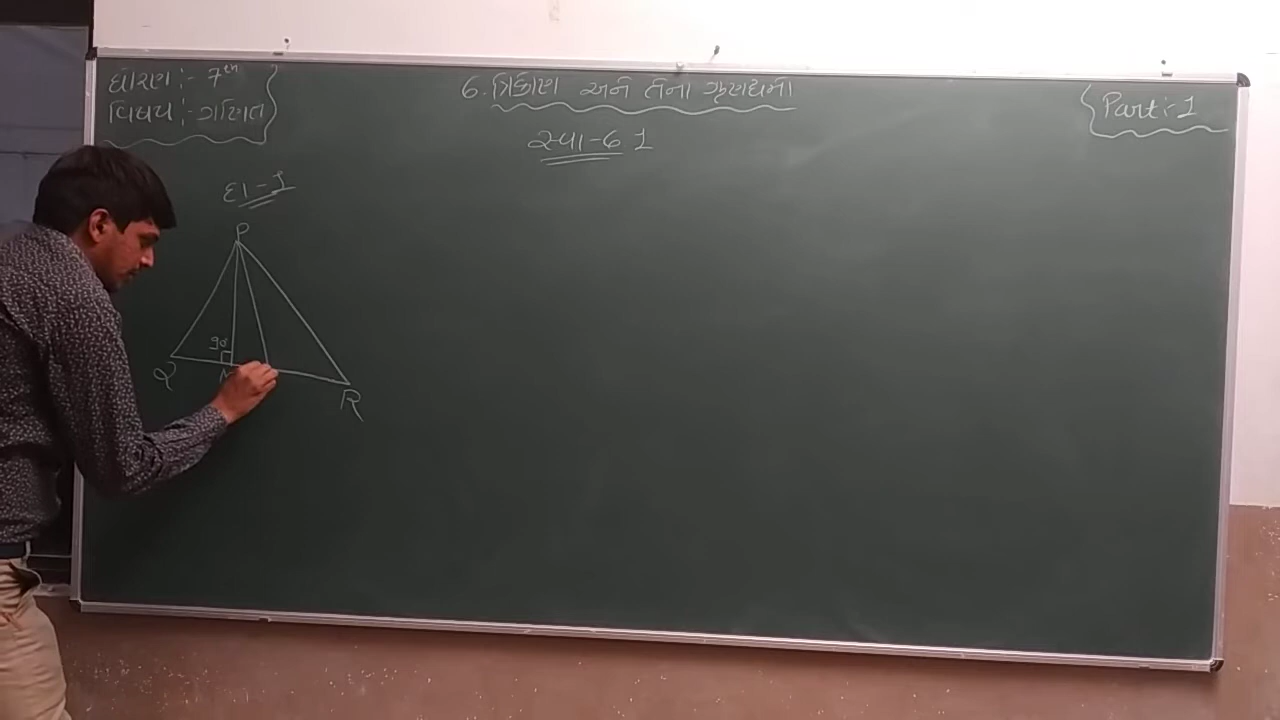 ધોરણ :- 7th
વિષય :- ગણિત
6. ત્રિકોણ અને તેના ગુણધર્મો
Part:-1
સ્વા-6.1
દા-1
P
90
Q
M
R